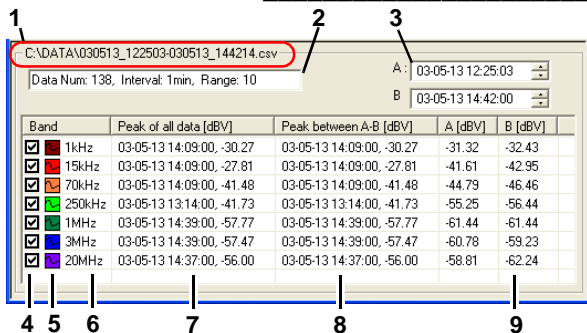 1 2 3
C:\DATA\030513_122503-030513_144214.csv
Data Num: 138, Interval: 1min, Range: 10
A : 03-05-13 12:25:03
B 03-05-13 14:42:00
Band Peak of all data [dBV] Peak between A-B [dBV] A [dBV] B [dBV]
1kHz 03-05-13 14:09:00, -30.27 03-05-13 14:09:00, -30.27 -31.32 -32.43
15kHz 03-05-13 14:09:00, -27.81 03-05-13 14:09:00, -27.81 -41.61 -42.95
70kHz 03-05-13 14:09:00, -41.48 03-05-13 14:09:00, -41.48 -44.79 -46.46
250kHz 03-05-13 13:14:00, -41.73 03-05-13 13:14:00, -41.73 -55.25 -56.44
1MHz 03-05-13 14:39:00, -57.77 03-05-13 14:39:00, -57.77 -61.44 -61.44
3MHz 03-05-13 14:39:00, -57.47 03-05-13 14:39:00, -57.47 -60.78 -59.23
20MHz 03-05-13 14:37:00, -56.00 03-05-13 14:37:00, -56.00 -58.81 -62.24
4 5 6 7 8 9